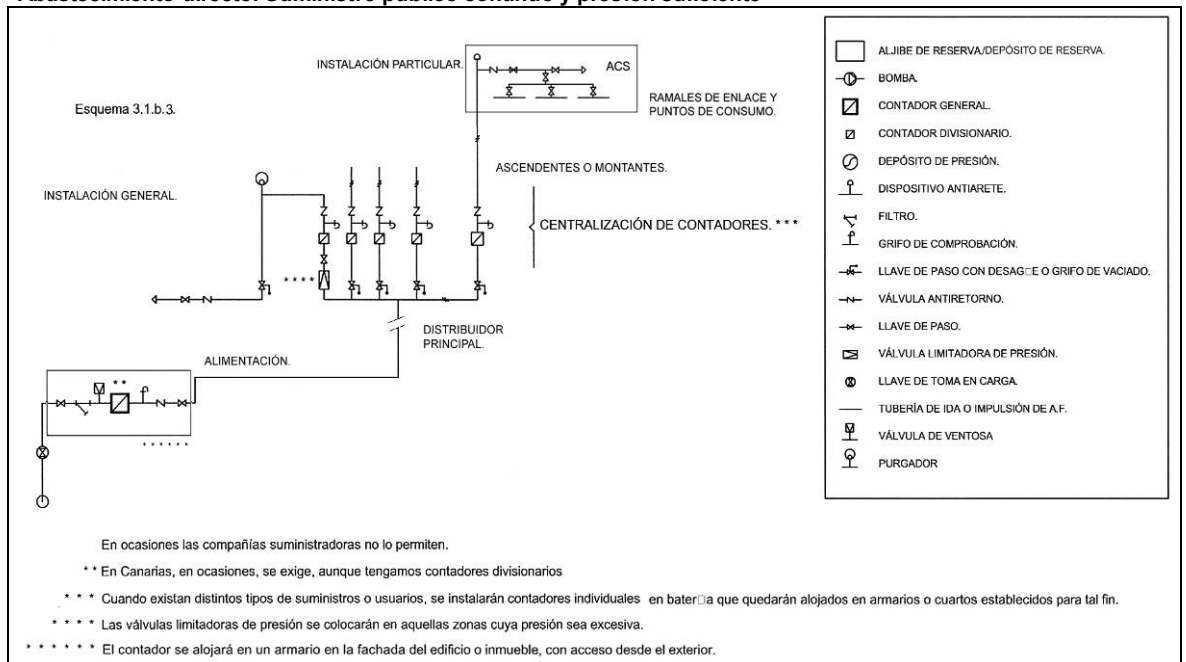 Abastecimiento directo. Suministro público continuo y presión suficiente
INSTALACIÓN PARTICULAR.
ACS
Esquema 3.1.b.3.
RAMALES DE ENLACE Y
PUNTOS DE CONSUMO.
ASCENDENTES O MONTANTES.
INSTALACIÓN GENERAL.
CENTRALIZACIÓN DE CONTADORES. * * *
* * * *
DISTRIBUIDOR
PRINCIPAL.
ALIMENTACIÓN.
* *
* * * * * *
ALJIBE DE RESERVA/DEPÓSITO DE RESERVA.
BOMBA.
CONTADOR GENERAL.
CONTADOR DIVISIONARIO.
DEPÓSITO DE PRESIÓN.
DISPOSITIVO ANTIARETE.
FILTRO.
GRIFO DE COMPROBACIÓN.
LLAVE DE PASO CON DESAG□E O GRIFO DE VACIADO.
VÁLVULA ANTIRETORNO.
LLAVE DE PASO.
VÁLVULA LIMITADORA DE PRESIÓN.
LLAVE DE TOMA EN CARGA.
TUBERÍA DE IDA O IMPULSIÓN DE A.F.
VÁLVULA DE VENTOSA
PURGADOR
En ocasiones las compañías suministradoras no lo permiten.
* * En Canarias, en ocasiones, se exige, aunque tengamos contadores divisionarios
* * * Cuando existan distintos tipos de suministros o usuarios, se instalarán contadores individuales en bater□a que quedarán alojados en armarios o cuartos establecidos para tal fin.
* * * * Las válvulas limitadoras de presión se colocarán en aquellas zonas cuya presión sea excesiva.
* * * * * * El contador se alojará en un armario en la fachada del edificio o inmueble, con acceso desde el exterior.